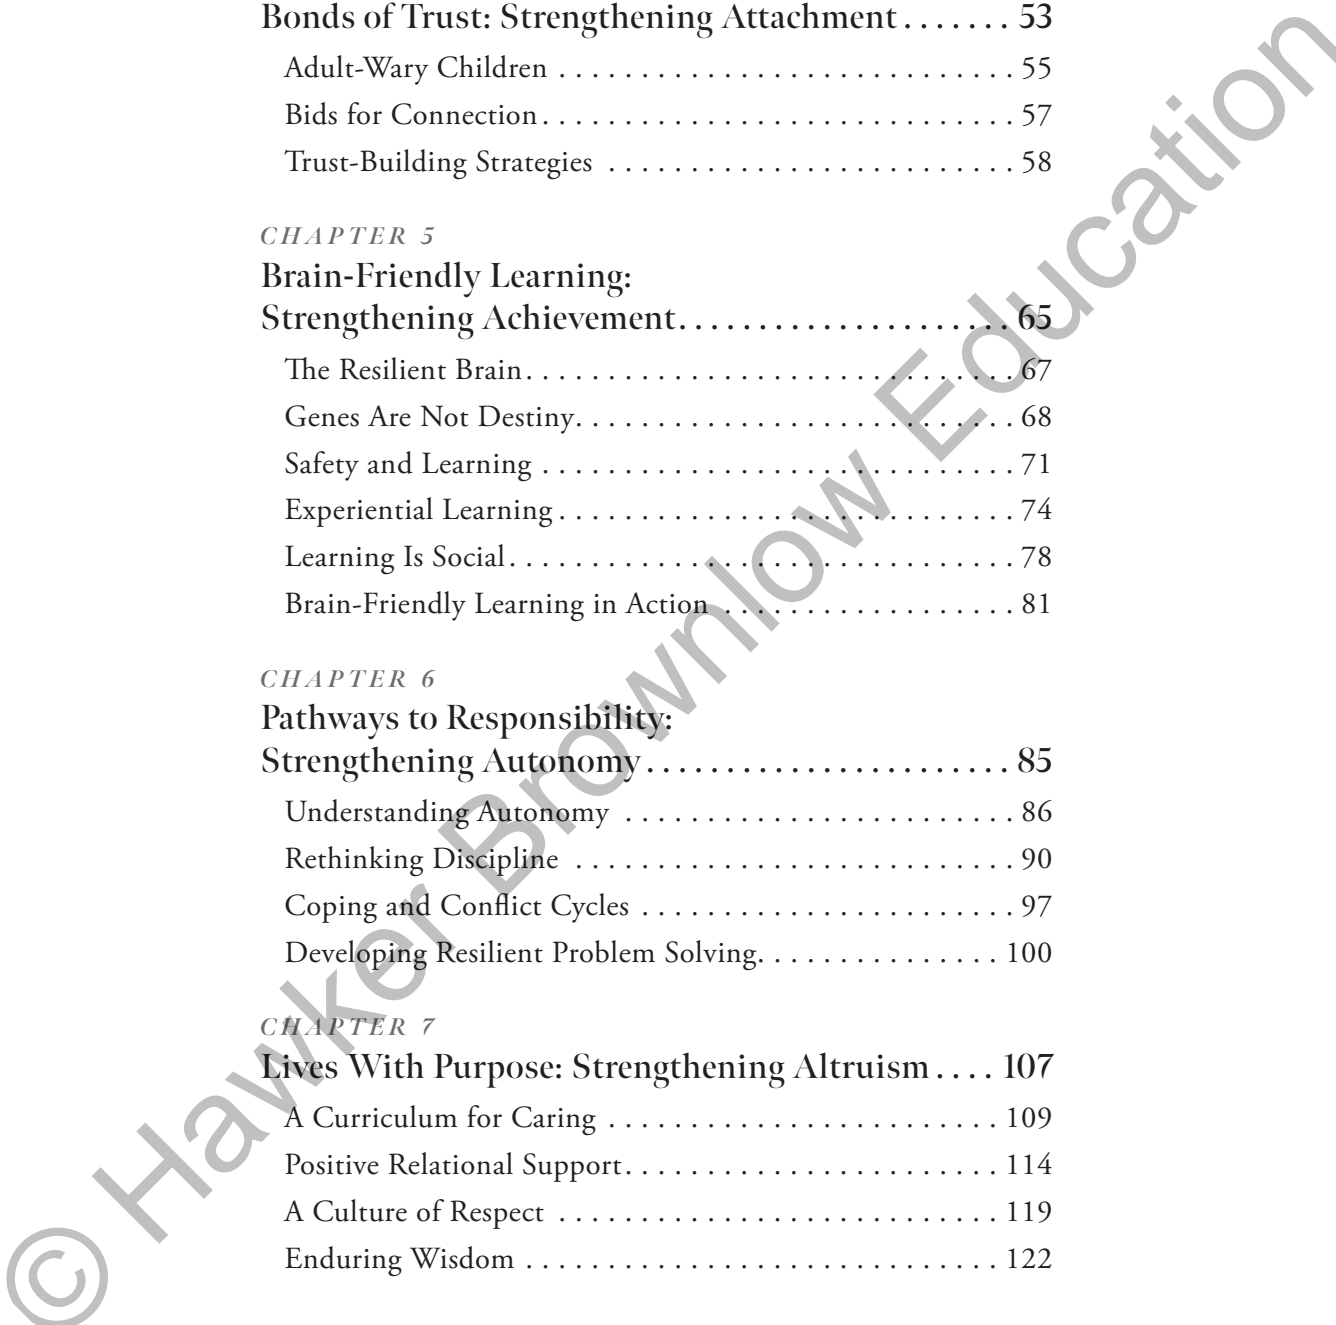 Bonds of Trust: Strengthening Attachment . . . . . . . 53
Adult-Wary Children . . . . . . . . . . . . . . . . . . . . . . . . . . . . 55
Bids for Connection . . . . . . . . . . . . . . . . . . . . . . . . . . . . . 57
Trust-Building Strategies . . . . . . . . . . . . . . . . . . . . . . . . . 58
CHAPTER 5
Brain-Friendly Learning:
Strengthening Achievement . . . . . . . . . . . . . . . . . . . . . 65
The Resilient Brain . . . . . . . . . . . . . . . . . . . . . . . . . . . . . . 67
Genes Are Not Destiny . . . . . . . . . . . . . . . . . . . . . . . . . . . 68
Safety and Learning . . . . . . . . . . . . . . . . . . . . . . . . . . . . . 71
Experiential Learning . . . . . . . . . . . . . . . . . . . . . . . . . . . . 74
Learning Is Social . . . . . . . . . . . . . . . . . . . . . . . . . . . . . . . 78
Brain-Friendly Learning in Action . . . . . . . . . . . . . . . . . . 81
CHAPTER 6
Pathways to Responsibility:
Strengthening Autonomy . . . . . . . . . . . . . . . . . . . . . . . 85
Understanding Autonomy . . . . . . . . . . . . . . . . . . . . . . . . 86
Rethinking Discipline . . . . . . . . . . . . . . . . . . . . . . . . . . . 90
Coping and Conflict Cycles . . . . . . . . . . . . . . . . . . . . . . . 97
Developing Resilient Problem Solving . . . . . . . . . . . . . . . 100
CHAPTER 7
Lives With Purpose: Strengthening Altruism . . . . 107
A Curriculum for Caring . . . . . . . . . . . . . . . . . . . . . . . . 109
Positive Relational Support . . . . . . . . . . . . . . . . . . . . . . . 114
A Culture of Respect . . . . . . . . . . . . . . . . . . . . . . . . . . . 119
Enduring Wisdom . . . . . . . . . . . . . . . . . . . . . . . . . . . . . 122
© Hawker Brownlow Education